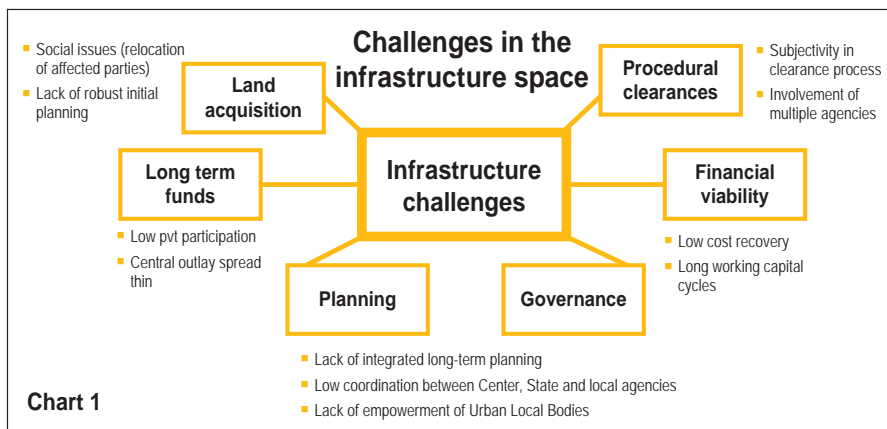 Challenges in the
infrastructure space
Social issues (relocation
of affected parties)
Lack of robust initial
planning
Land
acquisition
Procedural
clearances
Subjectivity in
clearance process
Involvement of
multiple agencies
Long term
funds
Low pvt participation
Central outlay spread
thin
Infrastructure
challenges
Financial
viability
Low cost recovery
Long working capital
cycles
Planning
Governance
Lack of integrated long-term planning
Low coordination between Center, State and local agencies
Lack of empowerment of Urban Local Bodies
Chart 1